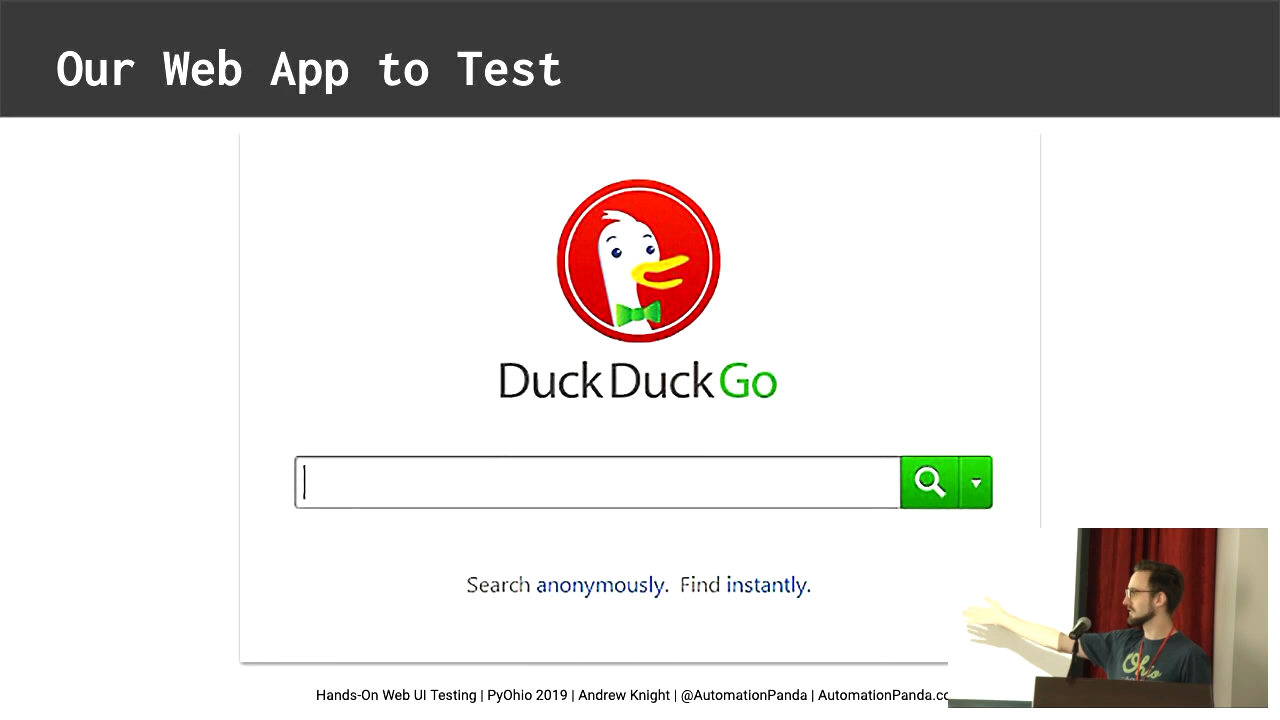 Our Web App to Test
DuckDuckGo
Search anonymously. Find instantly.
Hands-On Web UI Testing | PyOhio 2019 | Andrew Knight | @AutomationPanda | AutomationPanda.co
Ohio